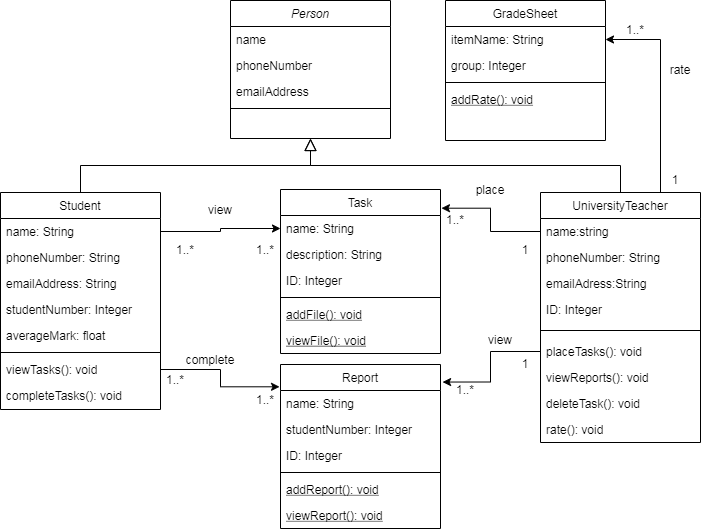 Person
name
phoneNumber
emailAddress
GradeSheet
itemName: String
group: Integer
addRate(): void
1..*
rate
1
Student
name: String
phoneNumber: String
emailAddress: String
studentNumber: Integer
averageMark: float
viewTasks(): void
completeTasks(): void
view
1..*
1..*
Task
name: String
description: String
ID: Integer
addFile(): void
viewFile(): void
place
1..*
1
UniversityTeacher
name:string
phoneNumber: String
emailAdress:String
ID: Integer
placeTasks(): void
viewReports(): void
deleteTask(): void
rate(): void
complete
1..*
1..*
Report
name: String
studentNumber: Integer
ID: Integer
addReport(): void
viewReport(): void
view
1..*
1